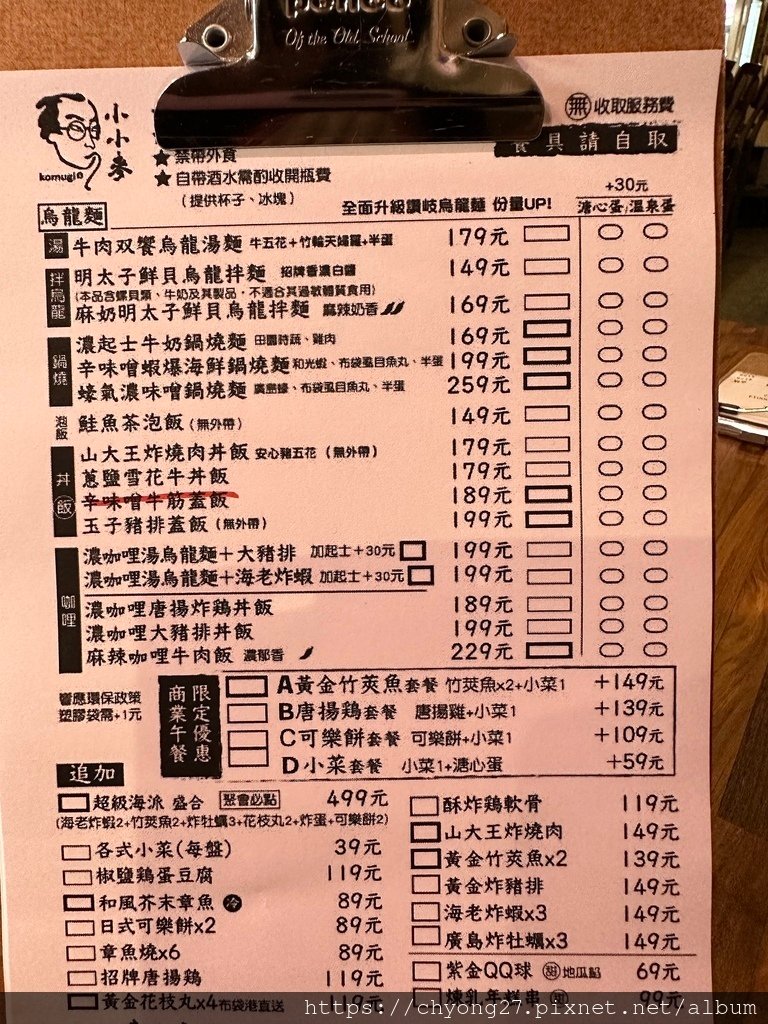 Of the Old School
小小麥
komugi
無 收取服務費
餐具請自取
★ 禁帶外食
★ 自帶酒水需酌收開瓶費
(提供杯子、冰塊)
烏龍麵
全面升級讚岐烏龍麵 份量UP!
+30元
溏心蛋/溫泉蛋
湯
牛肉双饗烏龍湯麵 牛五花+竹輪天婦羅+半蛋 179元
拌烏龍
明太子鮮貝烏龍拌麵 招牌香濃白醬 149元
(本品含螺貝類、牛奶及其製品,不適合其過敏體質食用)
麻奶明太子鮮貝烏龍拌麵 麻辣奶香 169元
鍋燒
濃起士牛奶鍋燒麵 田園時蔬、雞肉 169元
辛味噌蝦爆海鮮鍋燒麵 和光蝦、布袋虱目魚丸、半蛋 199元
蠔氣濃味噌鍋燒麵 廣島蠔、布袋虱目魚丸、半蛋 259元
泡飯
鮭魚茶泡飯(無外帶) 149元
丼飯
山大王炸燒肉丼飯 安心豬五花(無外帶) 179元
蔥鹽雪花牛丼飯 179元
辛味噌牛筋蓋飯 189元
玉子豬排蓋飯(無外帶) 199元
咖哩
濃咖哩湯烏龍麵+大豬排 加起士+30元 199元
濃咖哩湯烏龍麵+海老炸蝦 加起士+30元 199元
濃咖哩唐揚炸鶏丼飯 189元
濃咖哩大豬排丼飯 199元
麻辣咖哩牛肉飯 濃郁香 229元
響應環保政策
塑膠袋需+1元
商業午餐
限定優惠
A黃金竹莢魚套餐 竹莢魚x2+小菜1 +149元
B唐揚鶏套餐 唐揚雞+小菜1 +139元
C可樂餅套餐 可樂餅+小菜1 +109元
D小菜套餐 小菜1+溏心蛋 +59元
追加
超級海派 盛合 聚會必點 499元
(海老炸蝦2+竹莢魚2+炸牡蠣3+花枝丸2+炸蛋+可樂餅2)
各式小菜(每盤) 39元
椒鹽鶏蛋豆腐 119元
和風芥末章魚 冷 89元
日式可樂餅x2 89元
章魚燒x6 89元
招牌唐揚鶏 119元
黃金花枝丸x4 布袋港直送 119元
酥炸鶏軟骨 119元
山大王炸燒肉 149元
黃金竹莢魚x2 139元
黃金炸豬排 149元
海老炸蝦x3 149元
廣島炸牡蠣x3 149元
紫金QQ球 甜 地瓜餡 69元
煉乳年糕串 甜 99元
https://chyong27.pixnet.net/album